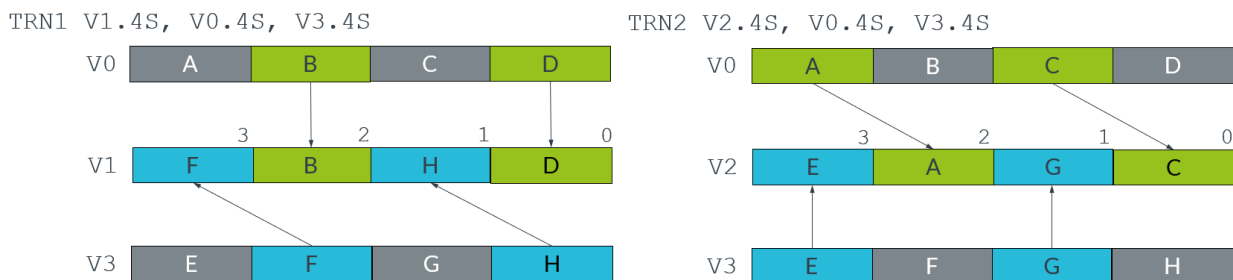 TRN1 V1.4S, V0.4S, V3.4S
V0 A B C D
3 2 1 0
V1 F B H D
V3 E F G H
TRN2 V2.4S, V0.4S, V3.4S
V0 A B C D
3 2 1 0
V2 E A G C
V3 E F G H